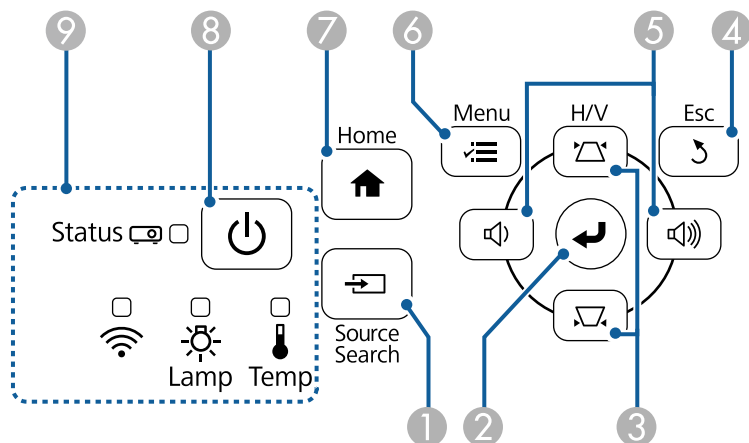 9 8 7 6 5 4
Menu H/V Esc
Home
Status
Source
Search
Lamp Temp
1 2 3